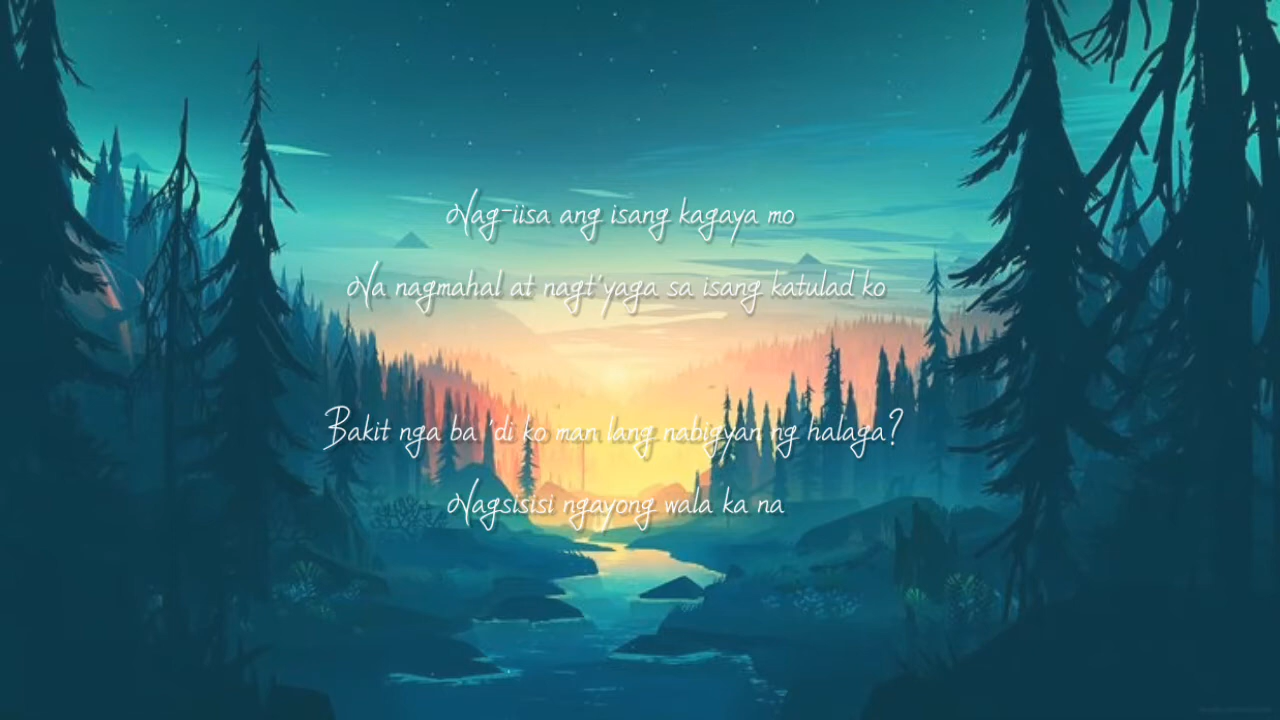 Nag-iisa ang isang kagaya mo
Na nagmahal at nagt'yaga sa isang katulad ko
Bakit nga ba 'di ko man lang nabigyan ng halaga?
Nagsisisi ngayong wala ka na